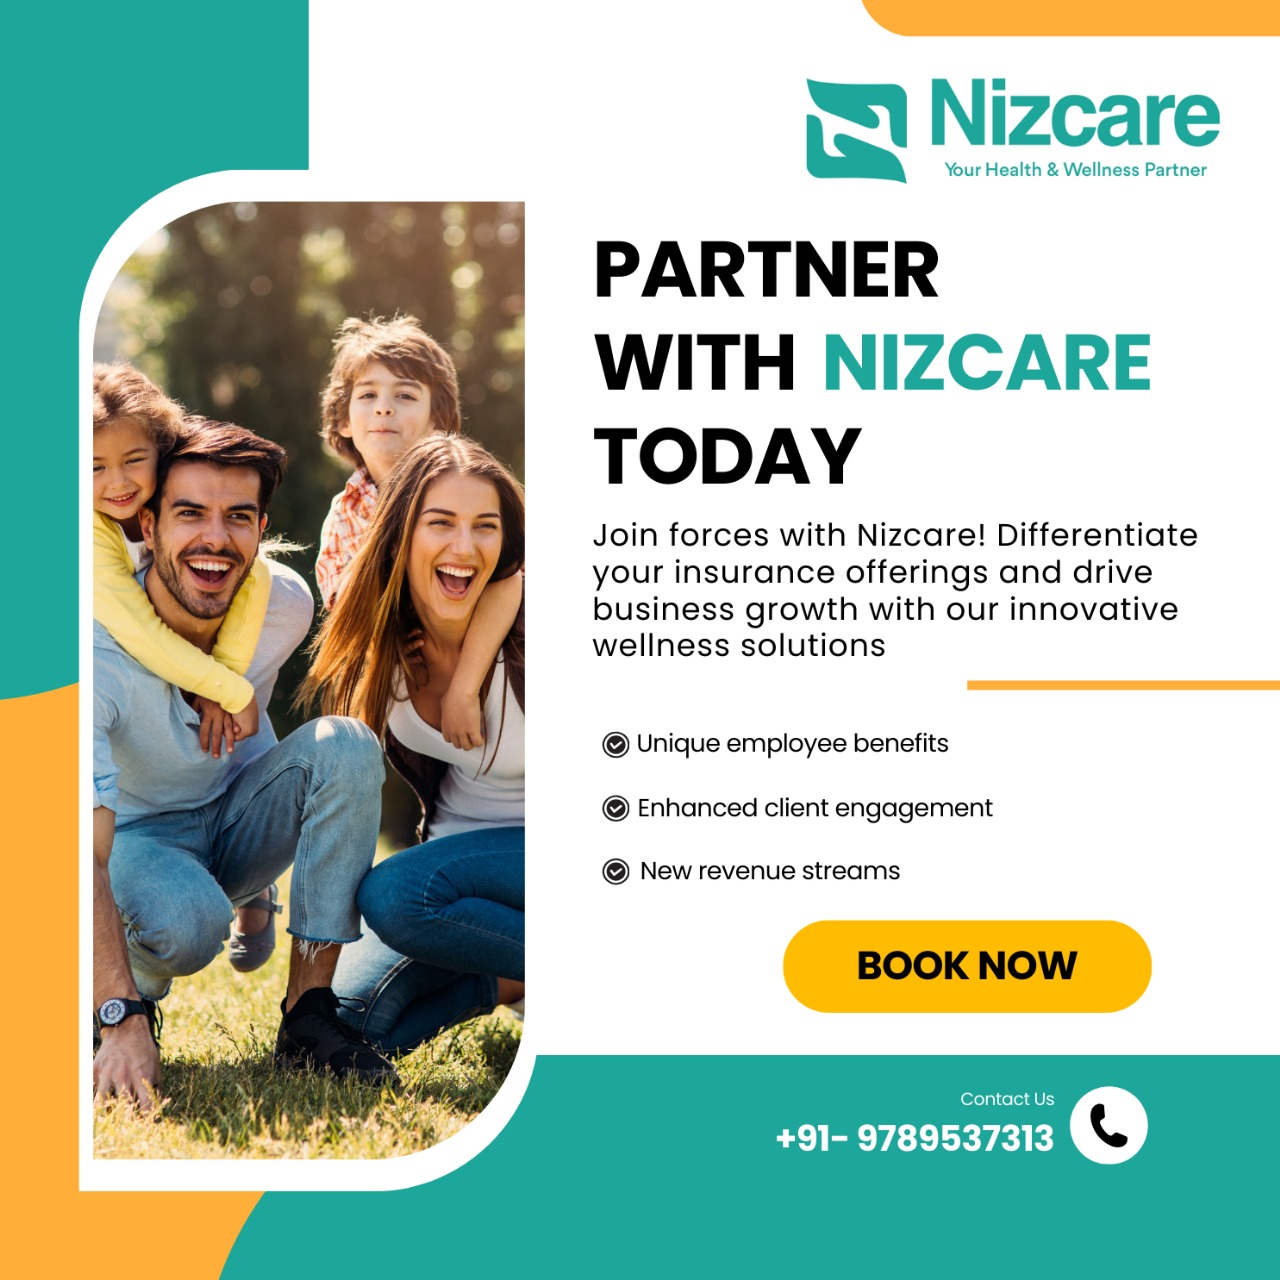 Nizcare
Your Health & Wellness Partner
PARTNER
WITH NIZCARE
TODAY
Join forces with Nizcare! Differentiate
your insurance offerings and drive
business growth with our innovative
wellness solutions
Unique employee benefits
Enhanced client engagement
New revenue streams
BOOK NOW
Contact Us
+91- 9789537313